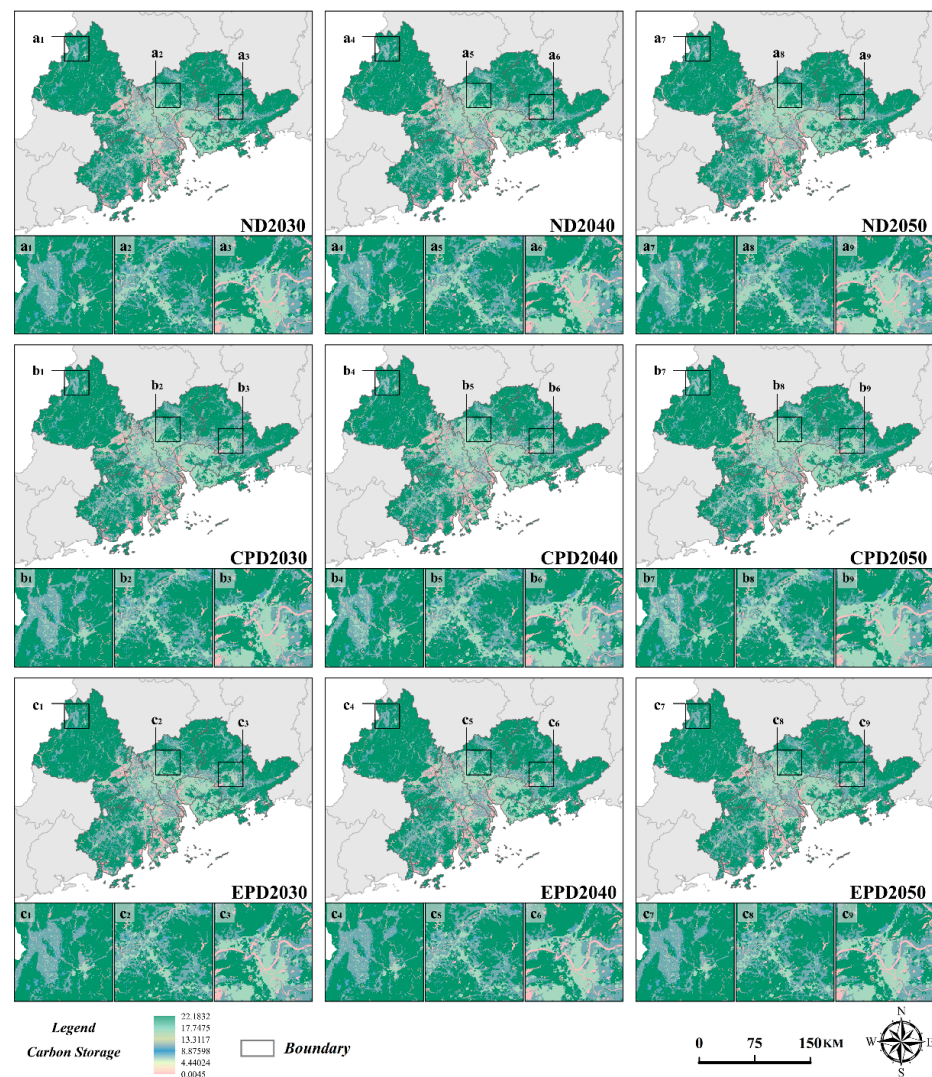 a1 a2 a3 a4 a5 a6 a7 a8 a9
ND2030 ND2040 ND2050
a1 a2 a3 a4 a5 a6 a7 a8 a9
b1 b2 b3 b4 b5 b6 b7 b8 b9
CPD2030 CPD2040 CPD2050
b1 b2 b3 b4 b5 b6 b7 b8 b9
c1 c2 c3 c4 c5 c6 c7 c8 c9
EPD2030 EPD2040 EPD2050
c1 c2 c3 c4 c5 c6 c7 c8 c9
Legend
Carbon Storage
22.1832
17.7475
13.3117
8.87598
4.44024
0.0045
Boundary
0 75 150KM
N
W E
S